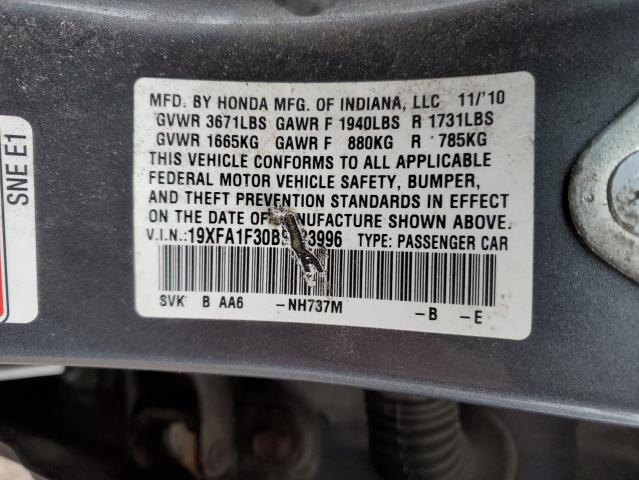 MFD. BY HONDA MFG. OF INDIANA, LLC 11/'10
GVWR 3671LBS GAWR F 1940LBS R 1731LBS
GVWR 1665KG GAWR F 880KG R 785KG
THIS VEHICLE CONFORMS TO ALL APPLICABLE
FEDERAL MOTOR VEHICLE SAFETY, BUMPER,
AND THEFT PREVENTION STANDARDS IN EFFECT
ON THE DATE OF MANUFACTURE SHOWN ABOVE.
V.I.N.: TYPE: PASSENGER CAR
SVK B AA6 -NH737M -B -E
SNE E1